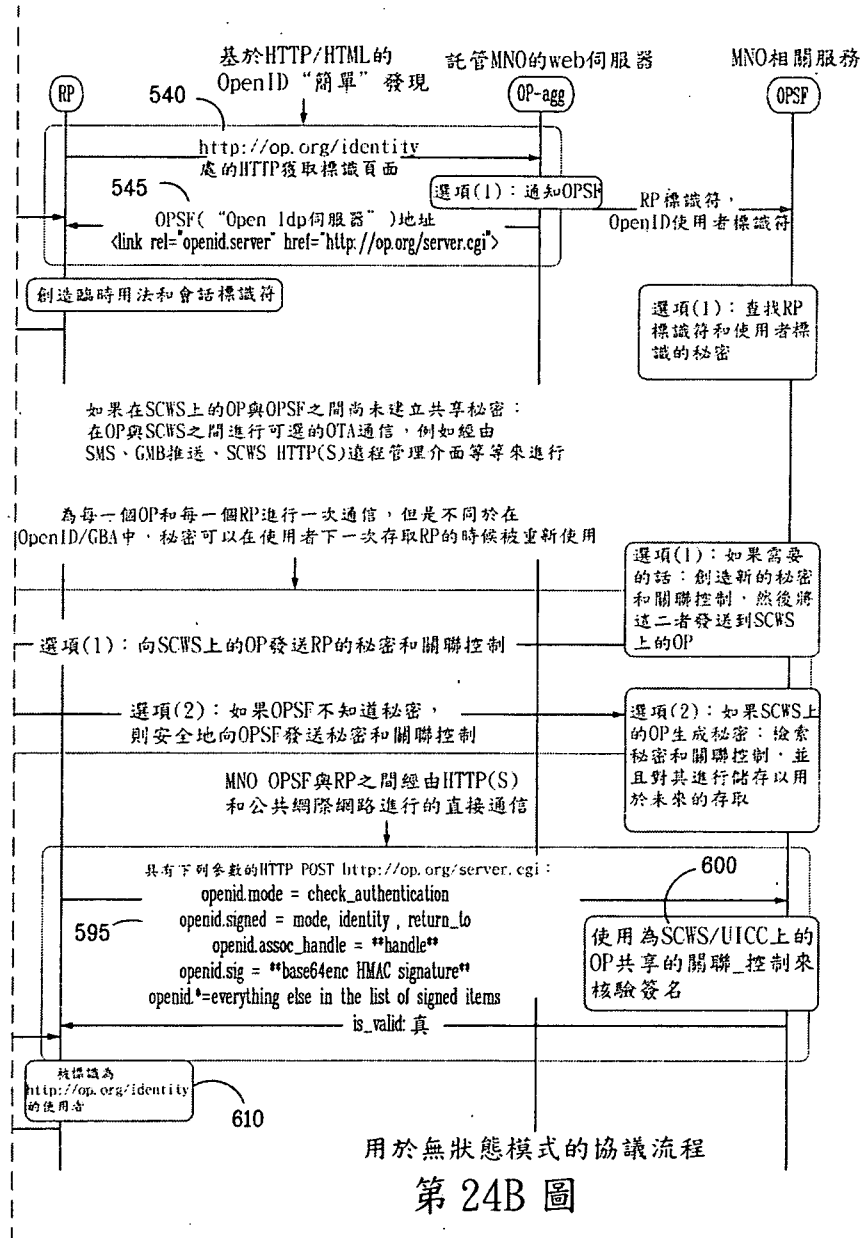 基於HTTP/HTML的
OpenID“簡單”發現
託管MNO的web伺服器
MNO相關服務
RP
540
OP-agg
OPSF
http://op.org/identity
處的HTTP獲取標識頁面
545
選項(1)：通知OPSF
RP標識符，
OpenID使用者標識符
OPSF(“Open Idp伺服器”)地址
<link rel="openid.server" href="http://op.org/server.cgi">
創造臨時用法和會話標識符
選項(1)：查找RP
標識符和使用者標
識的秘密
如果在SCWS上的OP與OPSF之間尚未建立共享秘密：
在OP與SCWS之間進行可選的OTA通信，例如經由
SMS、GMB推送、SCWS HTTP(S)遠程管理介面等等來進行
為每一個OP和每一個RP進行一次通信，但是不同於在
OpenID/GBA中，秘密可以在使用者下一次存取RP的時候被重新使用
選項(1)：如果需要
的話：創造新的秘密
和關聯控制，然後將
這二者發送到SCWS
上的OP
選項(1)：向SCWS上的OP發送RP的秘密和關聯控制
選項(2)：如果OPSF不知道秘密，
則安全地向OPSF發送秘密和關聯控制
選項(2)：如果SCWS上
的OP生成秘密：檢索
秘密和關聯控制，並
且對其進行儲存以用
於未來的存取
MNO OPSF與RP之間經由HTTP(S)
和公共網際網路進行的直接通信
具有下列參數的HTTP POST http://op.org/server.cgi：
openid.mode = check_authentication
openid.signed = mode, identity , return_to
openid.assoc_handle = **handle**
openid.sig = **base64enc HMAC signature**
openid.*=everything else in the list of signed items
is_valid: 真
595
600
使用為SCWS/UICC上的
OP共享的關聯_控制來
核驗簽名
被標識為
http://op.org/identity
的使用者
610
用於無狀態模式的協議流程
第 24B 圖